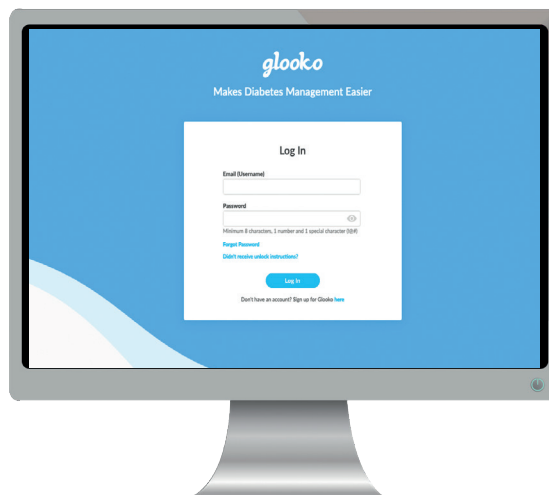 glooko
Makes Diabetes Management Easier
Log In
Email (Username)
Password
Minimum 8 characters, 1 number and 1 special character (!@#)
Forgot Password
Didn't receive unlock instructions?
Log In
Don't have an account? Sign up for Glooko here